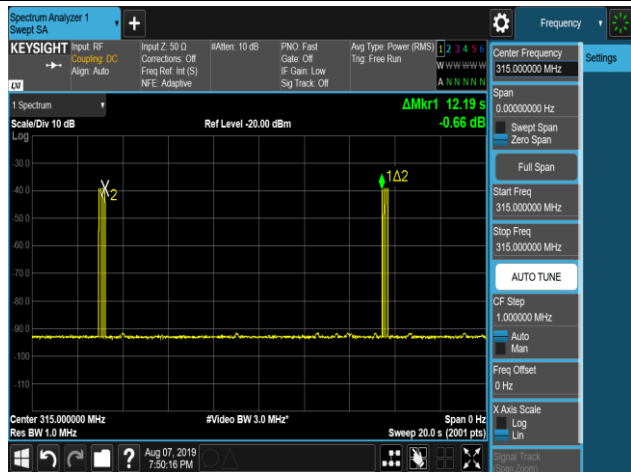 Spectrum Analyzer 1
Swept SA
+
Frequency
KEYSIGHT
Input: RF
Coupling: DC
Align: Auto
Input Z: 50 Ω
Corrections: Off
Freq Ref: Int (S)
NFE: Adaptive
#Atten: 10 dB
PNO: Fast
Gate: Off
IF Gain: Low
Sig Track: Off
Avg Type: Power (RMS)
Trig: Free Run
1 2 3 4 5 6
W W W W W W
A N N N N N
LXI
1 Spectrum
ΔMkr1 12.19 s
-0.66 dB
Scale/Div 10 dB
Ref Level -20.00 dBm
Log
-30.0
-50.0
-60.0
-70.0
-80.0
-90.0
-100
-110
2
1Δ2
Center 315.000000 MHz
#Video BW 3.0 MHz*
Span 0 Hz
Res BW 1.0 MHz
Sweep 20.0 s (2001 pts)
Aug 07, 2019
7:50:16 PM
?
Center Frequency
315.000000 MHz
Span
0.00000000 Hz
Swept Span
Zero Span
Full Span
Start Freq
315.000000 MHz
Stop Freq
315.000000 MHz
AUTO TUNE
CF Step
1.000000 MHz
Auto
Man
Freq Offset
0 Hz
X Axis Scale
Log
Lin
Signal Track
(Span Zoom)
Settings